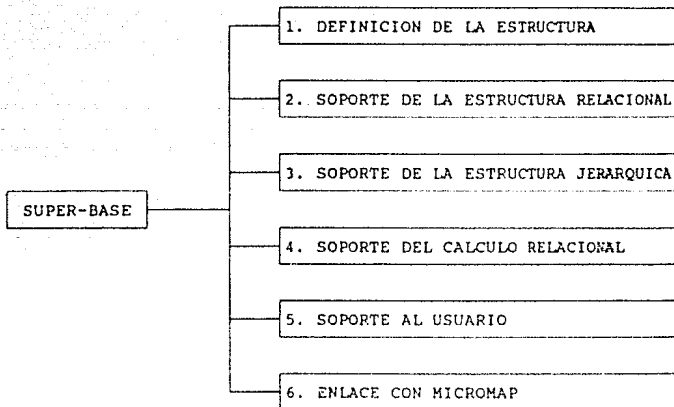 1. DEFINICION DE LA ESTRUCTURA
2. SOPORTE DE LA ESTRUCTURA RELACIONAL
3. SOPORTE DE LA ESTRUCTURA JERARQUICA
SUPER-BASE
4. SOPORTE DEL CALCULO RELACIONAL
5. SOPORTE AL USUARIO
6. ENLACE CON MICROMAP